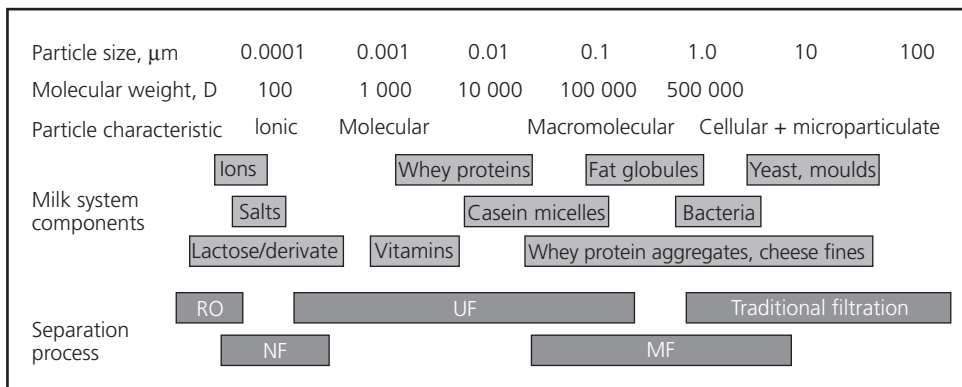 Particle size, μm 0.0001 0.001 0.01 0.1 1.0 10 100
Molecular weight, D 100 1 000 10 000 100 000 500 000
Particle characteristic Ionic Molecular Macromolecular Cellular + microparticulate
Ions Whey proteins Fat globules Yeast, moulds
Milk system
components
Salts Casein micelles Bacteria
Lactose/derivate Vitamins Whey protein aggregates, cheese fines
RO UF Traditional filtration
Separation
process
NF MF